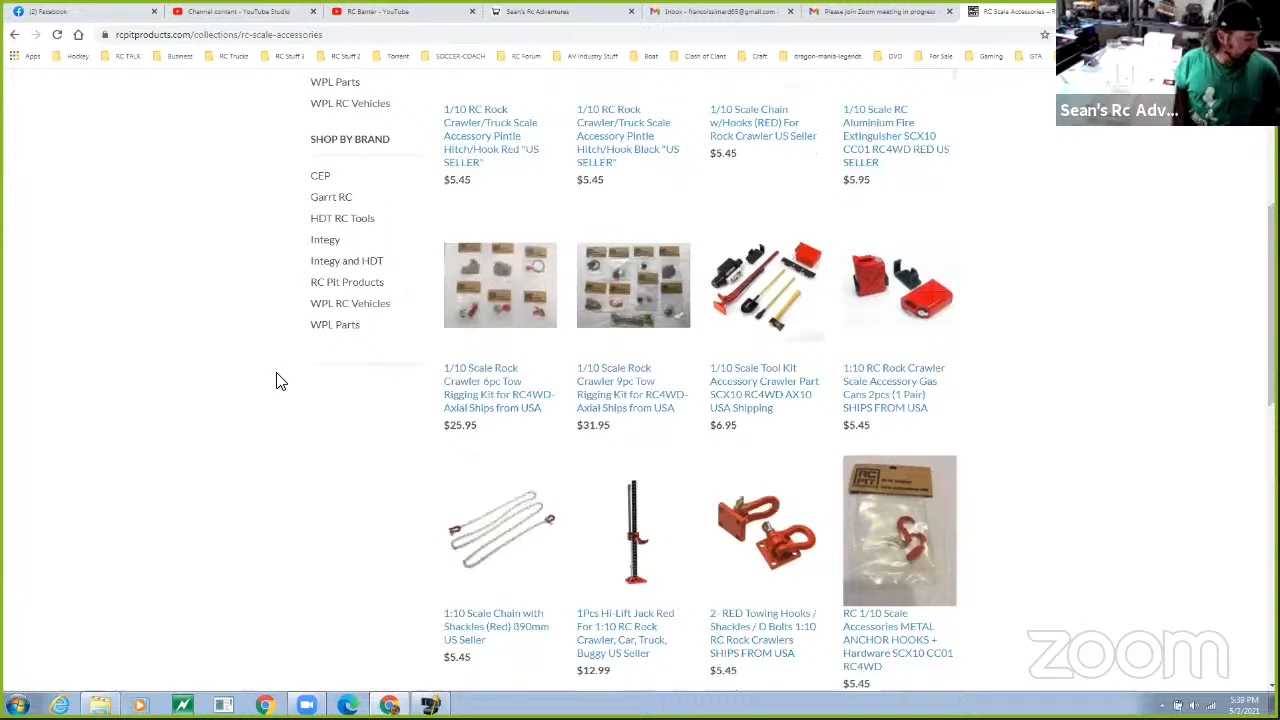 (2) Facebook
Channel content - YouTube Studio
RC Banter - YouTube
Sean's Rc Adventures
Please join Zoom meeting in progress
RC Scale Accessories –
rcpitproducts.com/collections/rc-scale-accessories
Apps
Hockey
RC TALK
Business
RC Trucks
RC Stuff 3
RC Stuff
Torrent
SOCCER-COACH
RC Forum
AV Industry Stuff
Boat
Clash of Clans
Craft
dragon-mania-legends
DVD
For Sale
Gaming
GTA
Sean's Rc Adv...
WPL Parts
WPL RC Vehicles
SHOP BY BRAND
CEP
Garrt RC
HDT RC Tools
Integy
Integy and HDT
RC Pit Products
WPL RC Vehicles
WPL Parts
1/10 RC Rock
Crawler/Truck Scale
Accessory Pintle
Hitch/Hook Red "US
SELLER"
$5.45
1/10 RC Rock
Crawler/Truck Scale
Accessory Pintle
Hitch/Hook Black "US
SELLER"
$5.45
1/10 Scale Chain
w/Hooks (RED) For
Rock Crawler US Seller
$5.45
1/10 Scale RC
Aluminium Fire
Extinguisher SCX10
CC01 RC4WD RED US
SELLER
$5.95
1/10 Scale Rock
Crawler 6pc Tow
Rigging Kit for RC4WD-
Axial Ships from USA
$25.95
1/10 Scale Rock
Crawler 9pc Tow
Rigging Kit for RC4WD-
Axial Ships from USA
$31.95
1/10 Scale Tool Kit
Accessory Crawler Part
SCX10 RC4WD AX10
USA Shipping
$6.95
1:10 RC Rock Crawler
Scale Accessory Gas
Cans 2pcs (1 Pair)
SHIPS FROM USA
$5.45
RC
PIT
1:10 Scale Chain with
Shackles (Red) 890mm
US Seller
$5.45
1Pcs Hi-Lift Jack Red
For 1:10 RC Rock
Crawler, Car, Truck,
Buggy US Seller
$12.99
2- RED Towing Hooks /
Shackles / D Bolts 1:10
RC Rock Crawlers
SHIPS FROM USA
$5.45
RC 1/10 Scale
Accessories METAL
ANCHOR HOOKS +
Hardware SCX10 CC01
RC4WD
$5.45
zoom
5:39 PM
5/2/2021